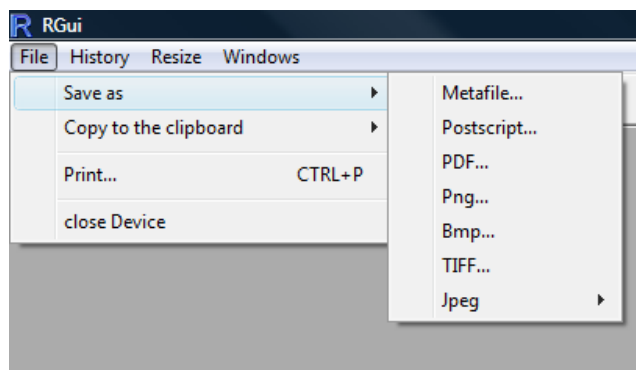 R RGui
File History Resize Windows
Save as
Copy to the clipboard
Print... CTRL+P
close Device
Metafile...
Postscript...
PDF...
Png...
Bmp...
TIFF...
Jpeg